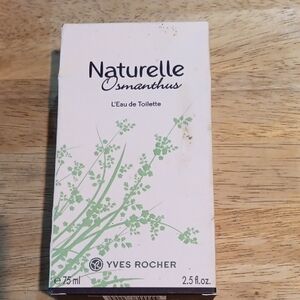 Naturelle
Osmanthus
L'Eau de Toilette
YVES ROCHER
℮ 75 ml 2.5 fl.oz.